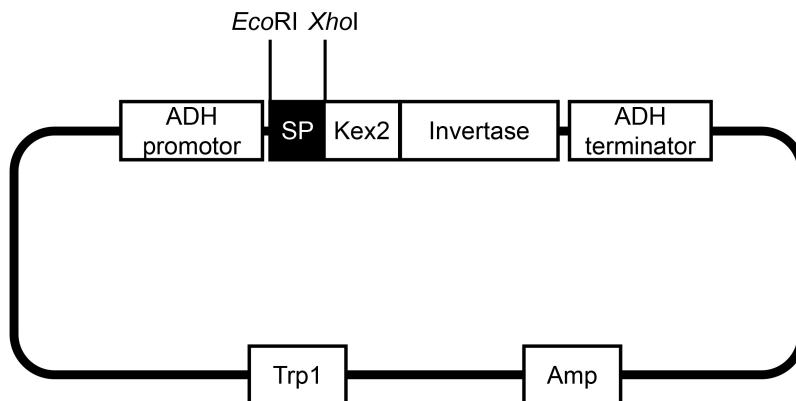 EcoRI XhoI
ADH
promotor
SP
Kex2
Invertase
ADH
terminator
Trp1
Amp